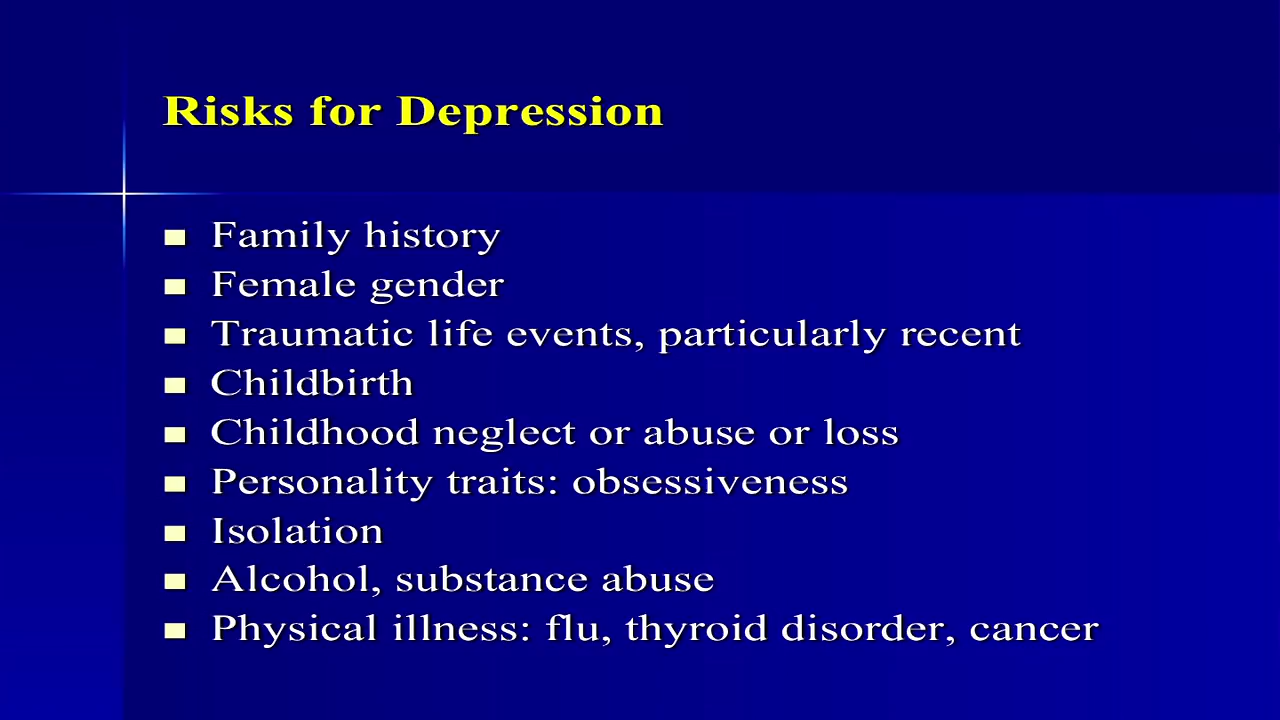 Risks for Depression
Family history
Female gender
Traumatic life events, particularly recent
Childbirth
Childhood neglect or abuse or loss
Personality traits: obsessiveness
Isolation
Alcohol, substance abuse
Physical illness: flu, thyroid disorder, cancer